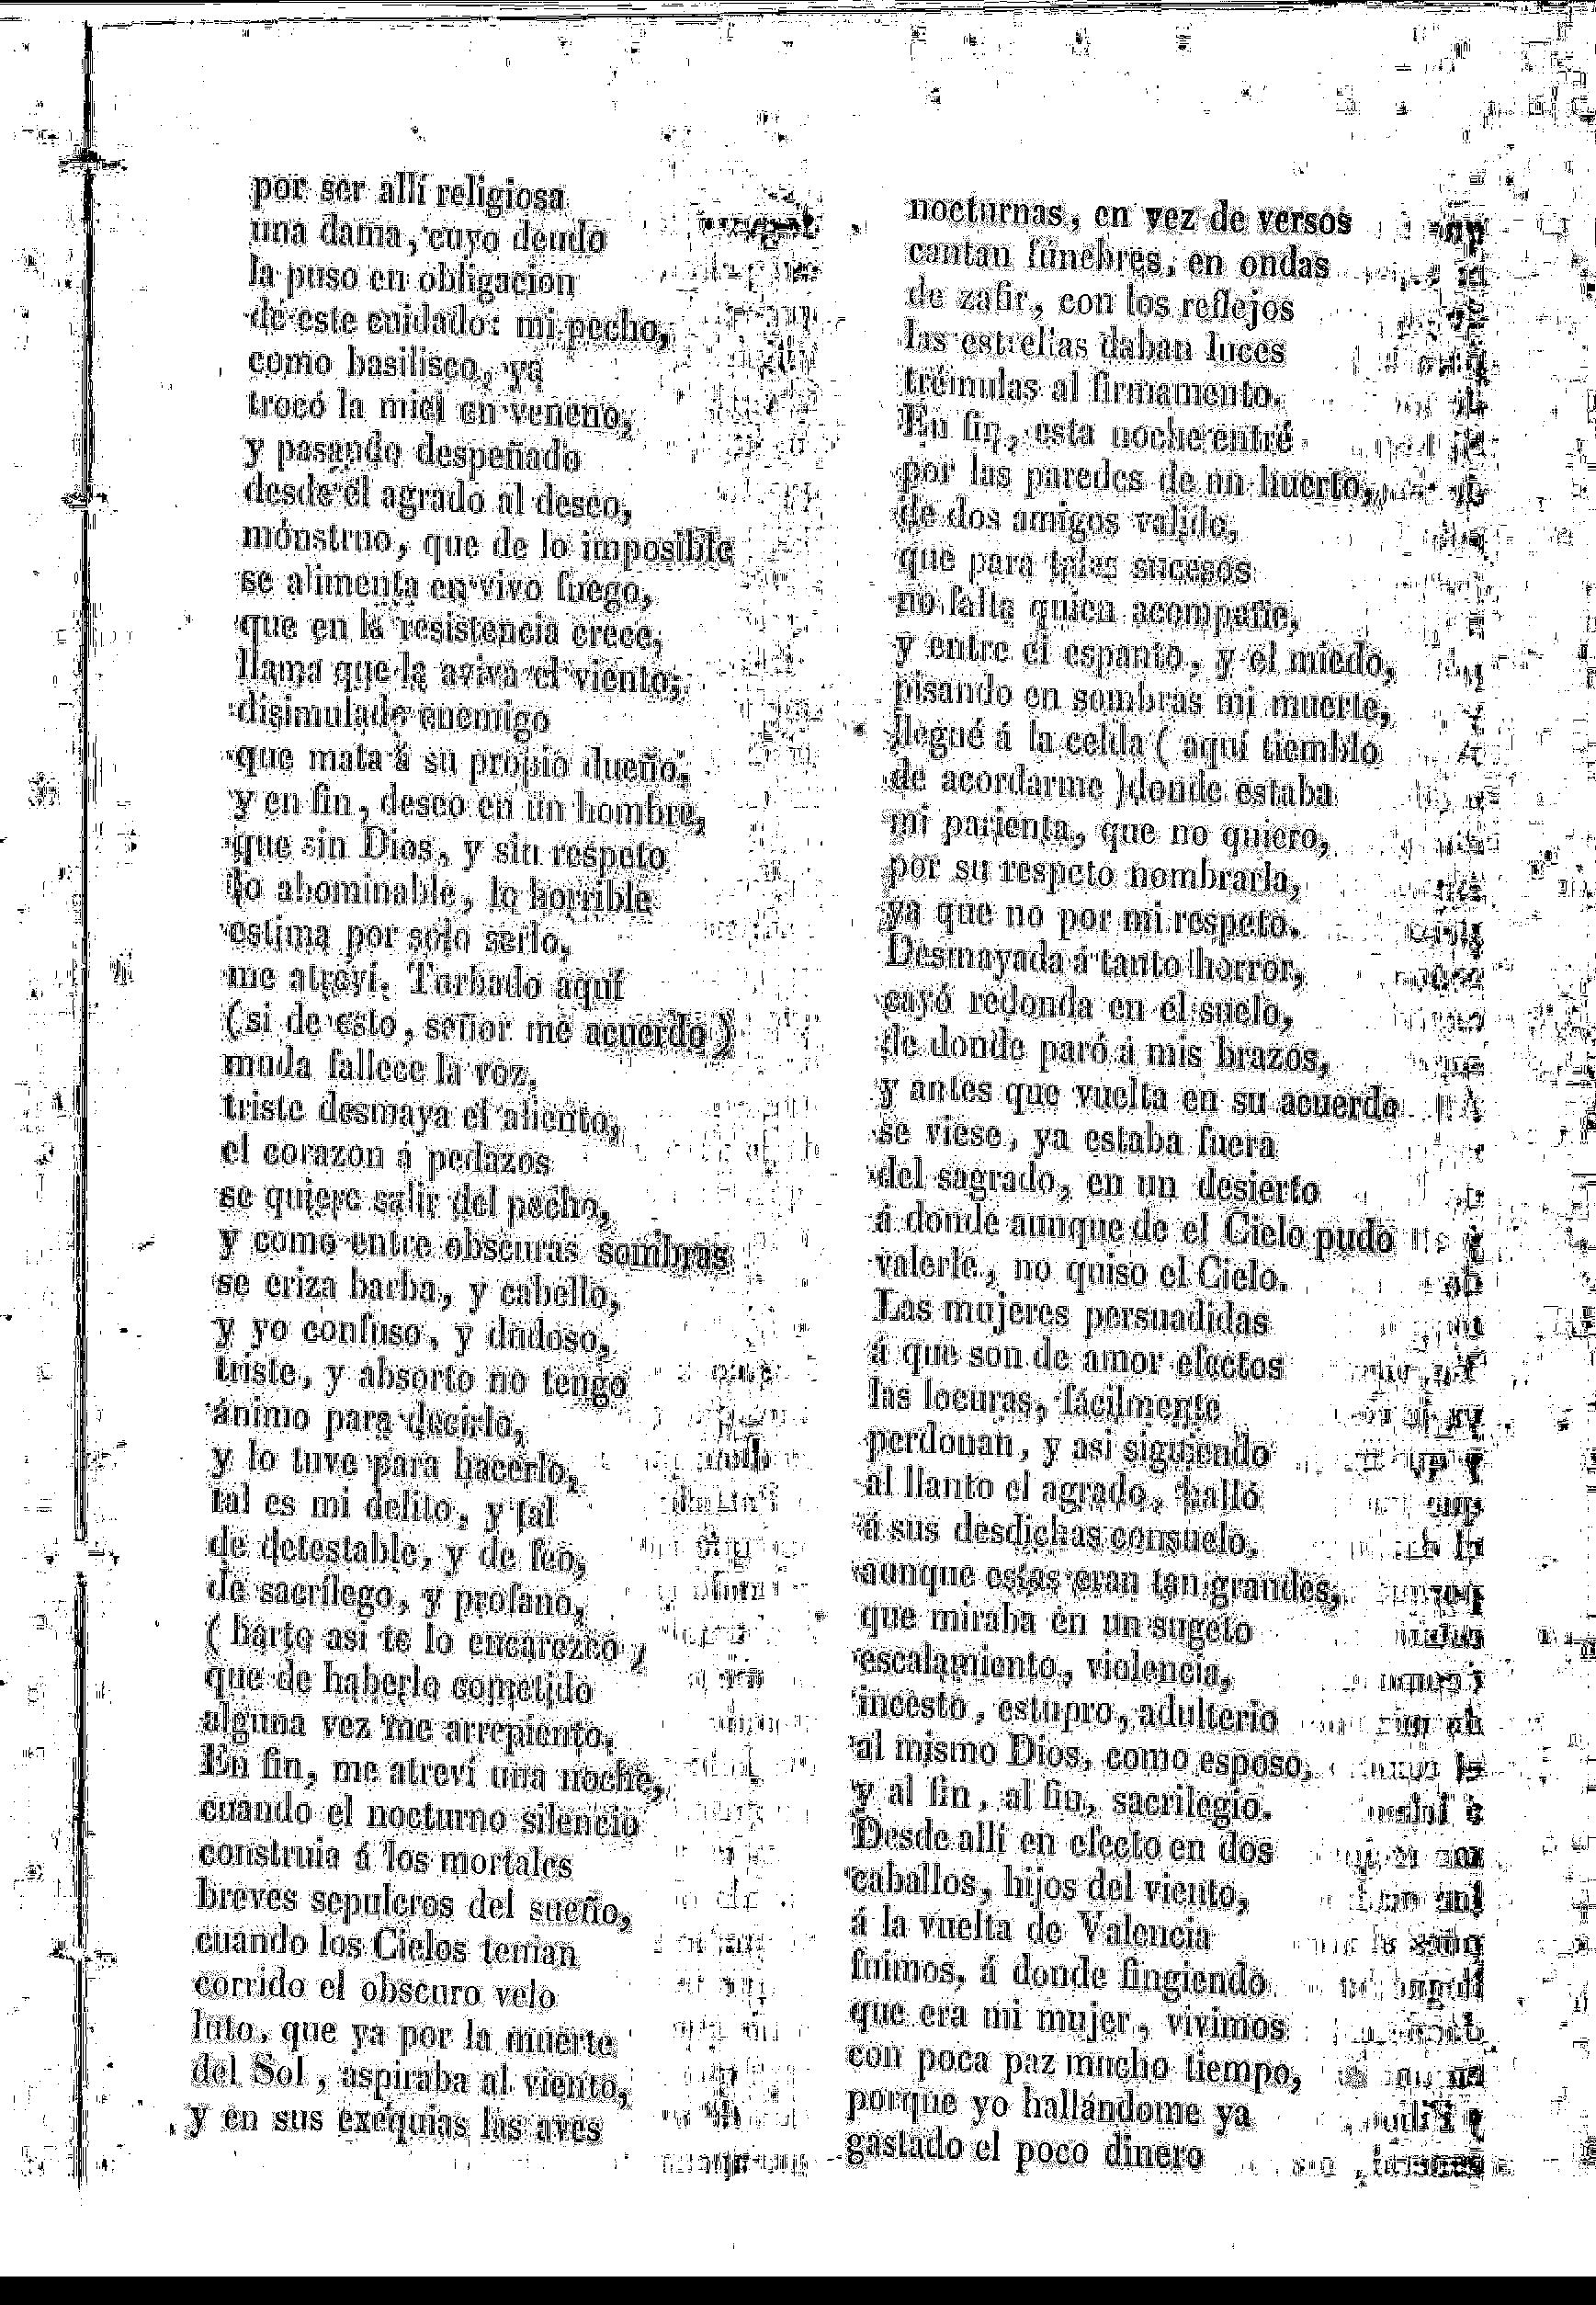 por ser allí religiosa
una dama, cuyo deudo
la puso en obligacion
de este cuidado: mi pecho,
como basilisco, ya
trocó la miel en veneno,
y pasando despeñado
desde el agrado al deseo,
mónstruo, que de lo imposible
se alimenta en vivo fuego,
que en la resistencia crece,
llama que la aviva el viento,
disimulado enemigo
que mata á su propio dueño,
y en fin, deseo en un hombre,
que sin Dios, y sin respeto
lo abominable, lo horrible
estima por solo serlo,
me atreví. Turbado aquí
(si de esto, señor me acuerdo)
muda fallece la voz,
triste desmaya el aliento,
el corazon á pedazos
se quiere salir del pecho,
y como entre obscuras sombras
se eriza barba, y cabello,
y yo confuso, y dudoso,
triste, y absorto no tengo
ánimo para decirlo,
y lo tuve para hacerlo,
tal es mi delito, y tal
de detestable, y de feo,
de sacrílego, y profano,
(harto asi te lo encarezco)
que de haberlo cometido
alguna vez me arrepiento.
En fin, me atreví una noche,
cuando el nocturno silencio
construia á los mortales
breves sepulcros del sueño,
cuando los Cielos tenian
corrido el obscuro velo
luto, que ya por la muerte
del Sol, aspiraba al viento,
y en sus exéquias las aves
nocturnas, en vez de versos
cantan fúnebres, en ondas
de zafir, con los reflejos
las estrellas daban luces
trémulas al firmamento.
En fin, esta noche entré
por las paredes de un huerto,
de dos amigos valido,
que para tales sucesos
no falta quien acompañe,
y entre el espanto, y el miedo,
pisando en sombras mi muerte,
llegué á la celda (aquí tiemblo
de acordarme) donde estaba
mi parienta, que no quiero,
por su respeto nombrarla,
ya que no por mi respeto.
Desmayada á tanto horror,
cayó redonda en el suelo,
de donde paró á mis brazos,
y antes que vuelta en su acuerdo
se viese, ya estaba fuera
del sagrado, en un desierto
á donde aunque de el Cielo pudo
valerle, no quiso el Cielo.
Las mujeres persuadidas
á que son de amor efectos
las locuras, fácilmente
perdonan, y asi siguiendo
al llanto el agrado, halló
á sus desdichas consuelo,
aunque estas eran tan grandes,
que miraba en un sugeto
escalamiento, violencia,
incesto, estupro, adulterio
al mismo Dios, como esposo,
y al fin, al fin, sacrilegio.
Desde allí en efecto en dos
caballos, hijos del viento,
á la vuelta de Valencia
fuimos, á donde fingiendo
que era mi mujer, vivimos
con poca paz mucho tiempo,
porque yo hallándome ya
gastado el poco dinero